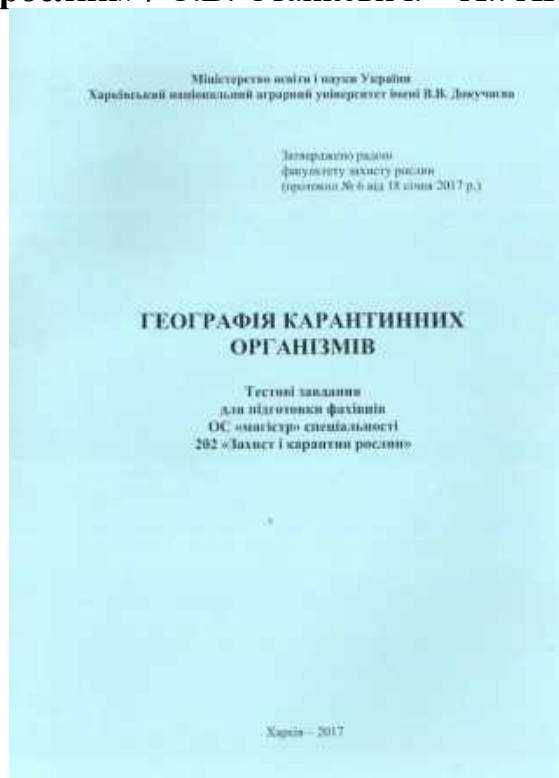 Міністерство освіти і науки України
Харківський національний аграрний університет імені В.В. Докучаєва
Затверджено радою
факультету захисту рослин
(протокол № 6 від 18 січня 2017 р.)
ГЕОГРАФІЯ КАРАНТИННИХ
ОРГАНІЗМІВ
Тестові завдання
для підготовки фахівців
ОС «магістр» спеціальності
202 «Захист і карантин рослин»
Харків – 2017